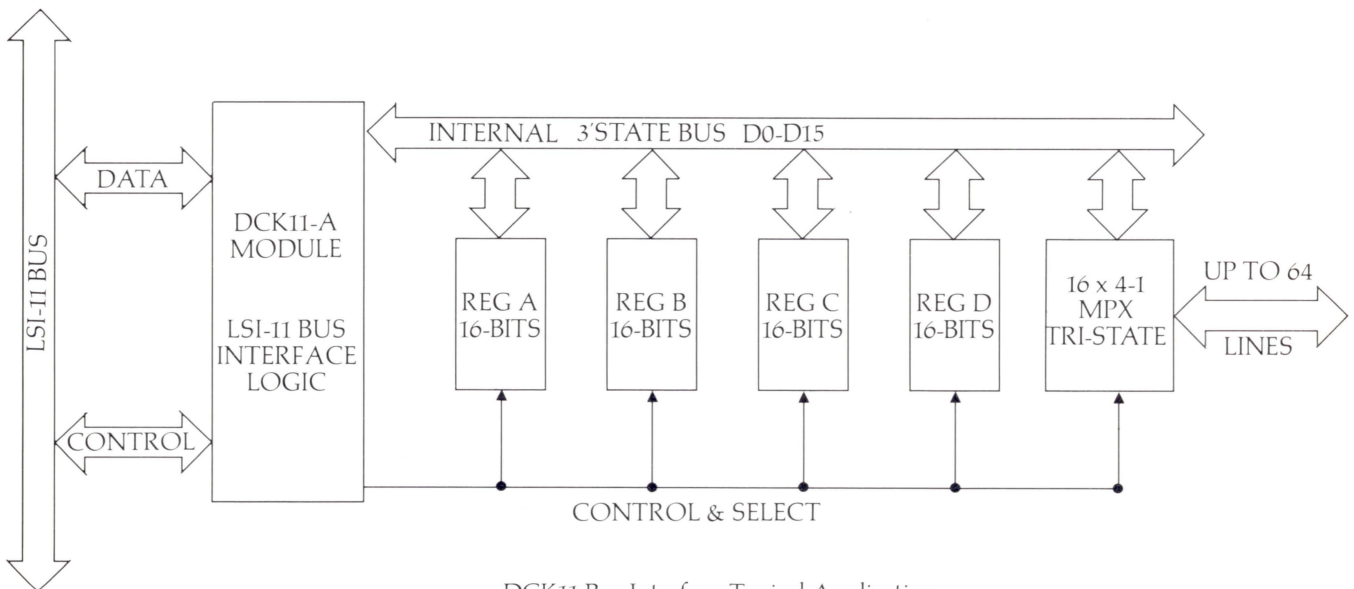 LSI-11 BUS
DATA
CONTROL
DCK11-A
MODULE
LSI-11 BUS
INTERFACE
LOGIC
INTERNAL 3'STATE BUS D0-D15
REG A
16-BITS
REG B
16-BITS
REG C
16-BITS
REG D
16-BITS
16 x 4-1
MPX
TRI-STATE
UP TO 64
LINES
CONTROL & SELECT